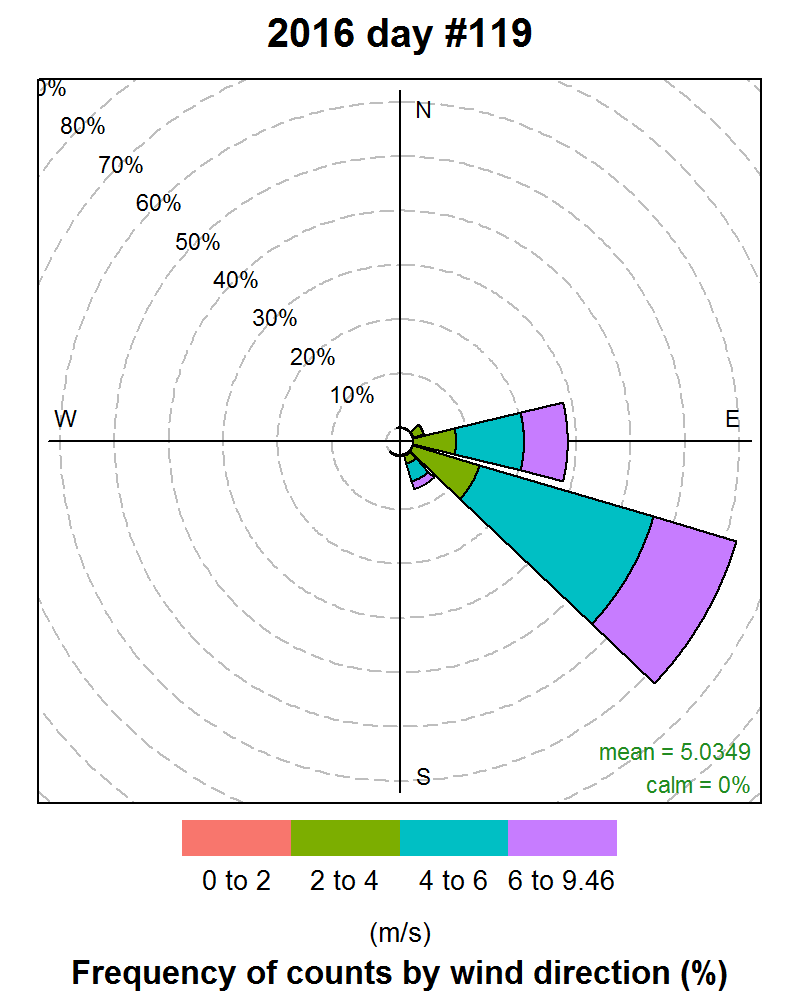 2016 day #119
0%
80%
70%
60%
50%
40%
30%
20%
10%
N
W
E
S
mean = 5.0349
calm = 0%
0 to 2 2 to 4 4 to 6 6 to 9.46
(m/s)
Frequency of counts by wind direction (%)